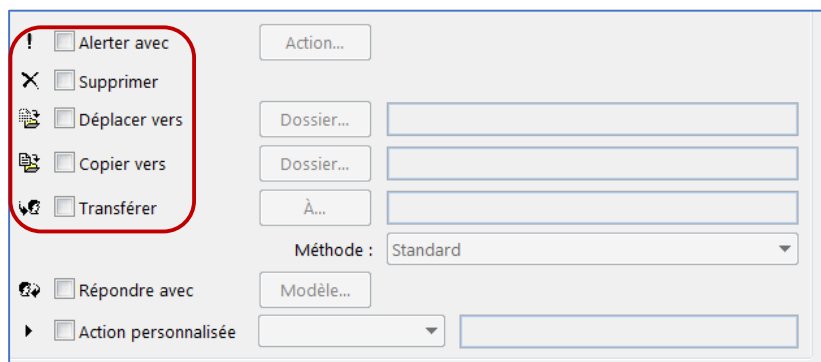 Alerter avec Action...
Supprimer
Déplacer vers Dossier...
Copier vers Dossier...
Transférer À...
Méthode : Standard
Répondre avec Modèle...
Action personnalisée